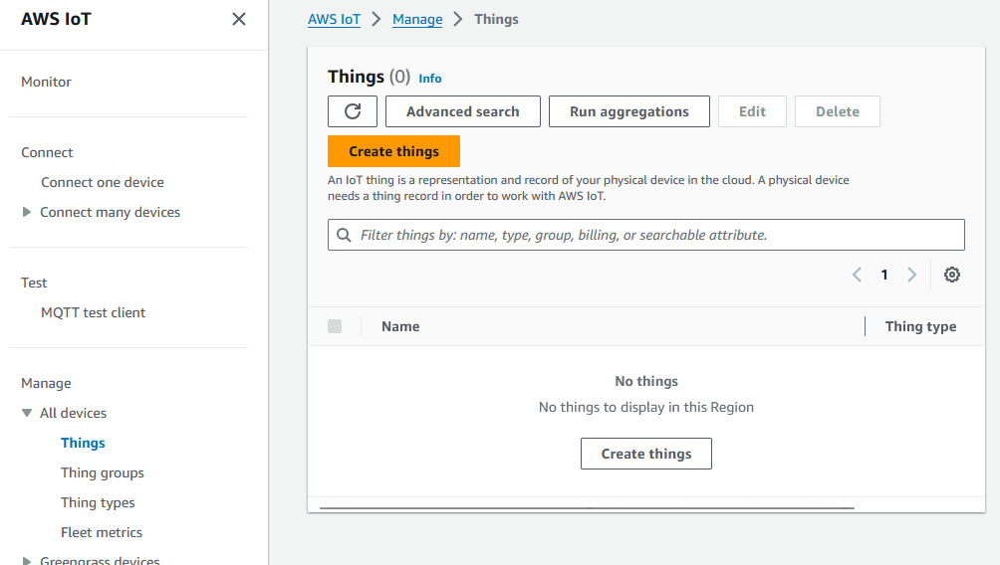 AWS IoT
Monitor
Connect
Connect one device
Connect many devices
Test
MQTT test client
Manage
All devices
Things
Thing groups
Thing types
Fleet metrics
Greengrass devices
AWS IoT Manage Things
Things (0) Info
Advanced search Run aggregations Edit Delete
Create things
An IoT thing is a representation and record of your physical device in the cloud. A physical device
needs a thing record in order to work with AWS IoT.
Filter things by: name, type, group, billing, or searchable attribute.
1
Name Thing type
No things
No things to display in this Region
Create things